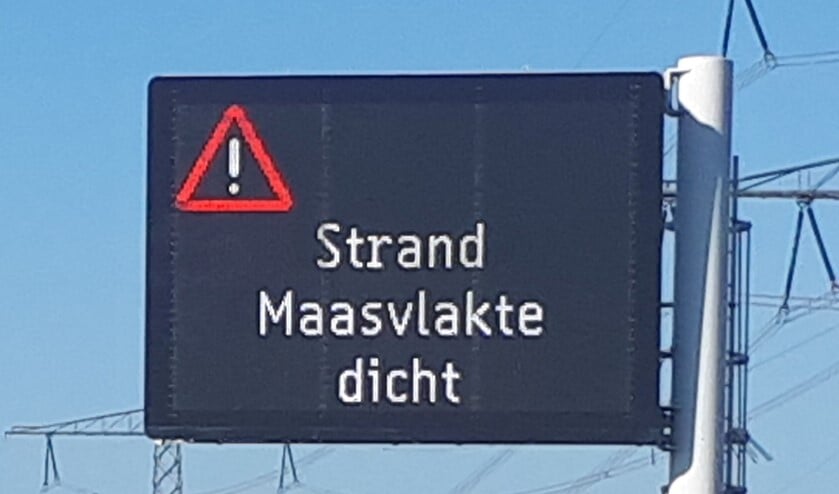 Strand
Maasvlakte
dicht